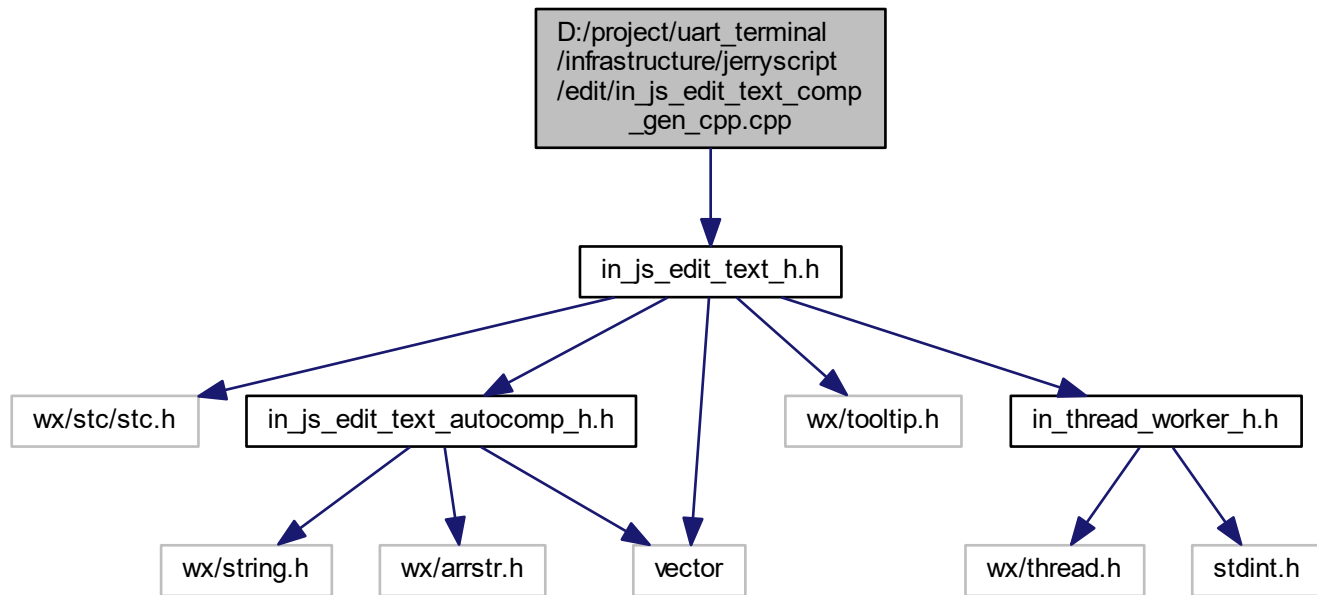 D:/project/uart_terminal
/infrastructure/jerryscript
/edit/in_js_edit_text_comp
_gen_cpp.cpp
in_js_edit_text_h.h
wx/stc/stc.h
in_js_edit_text_autocomp_h.h
wx/tooltip.h
in_thread_worker_h.h
wx/string.h
wx/arrstr.h
vector
wx/thread.h
stdint.h